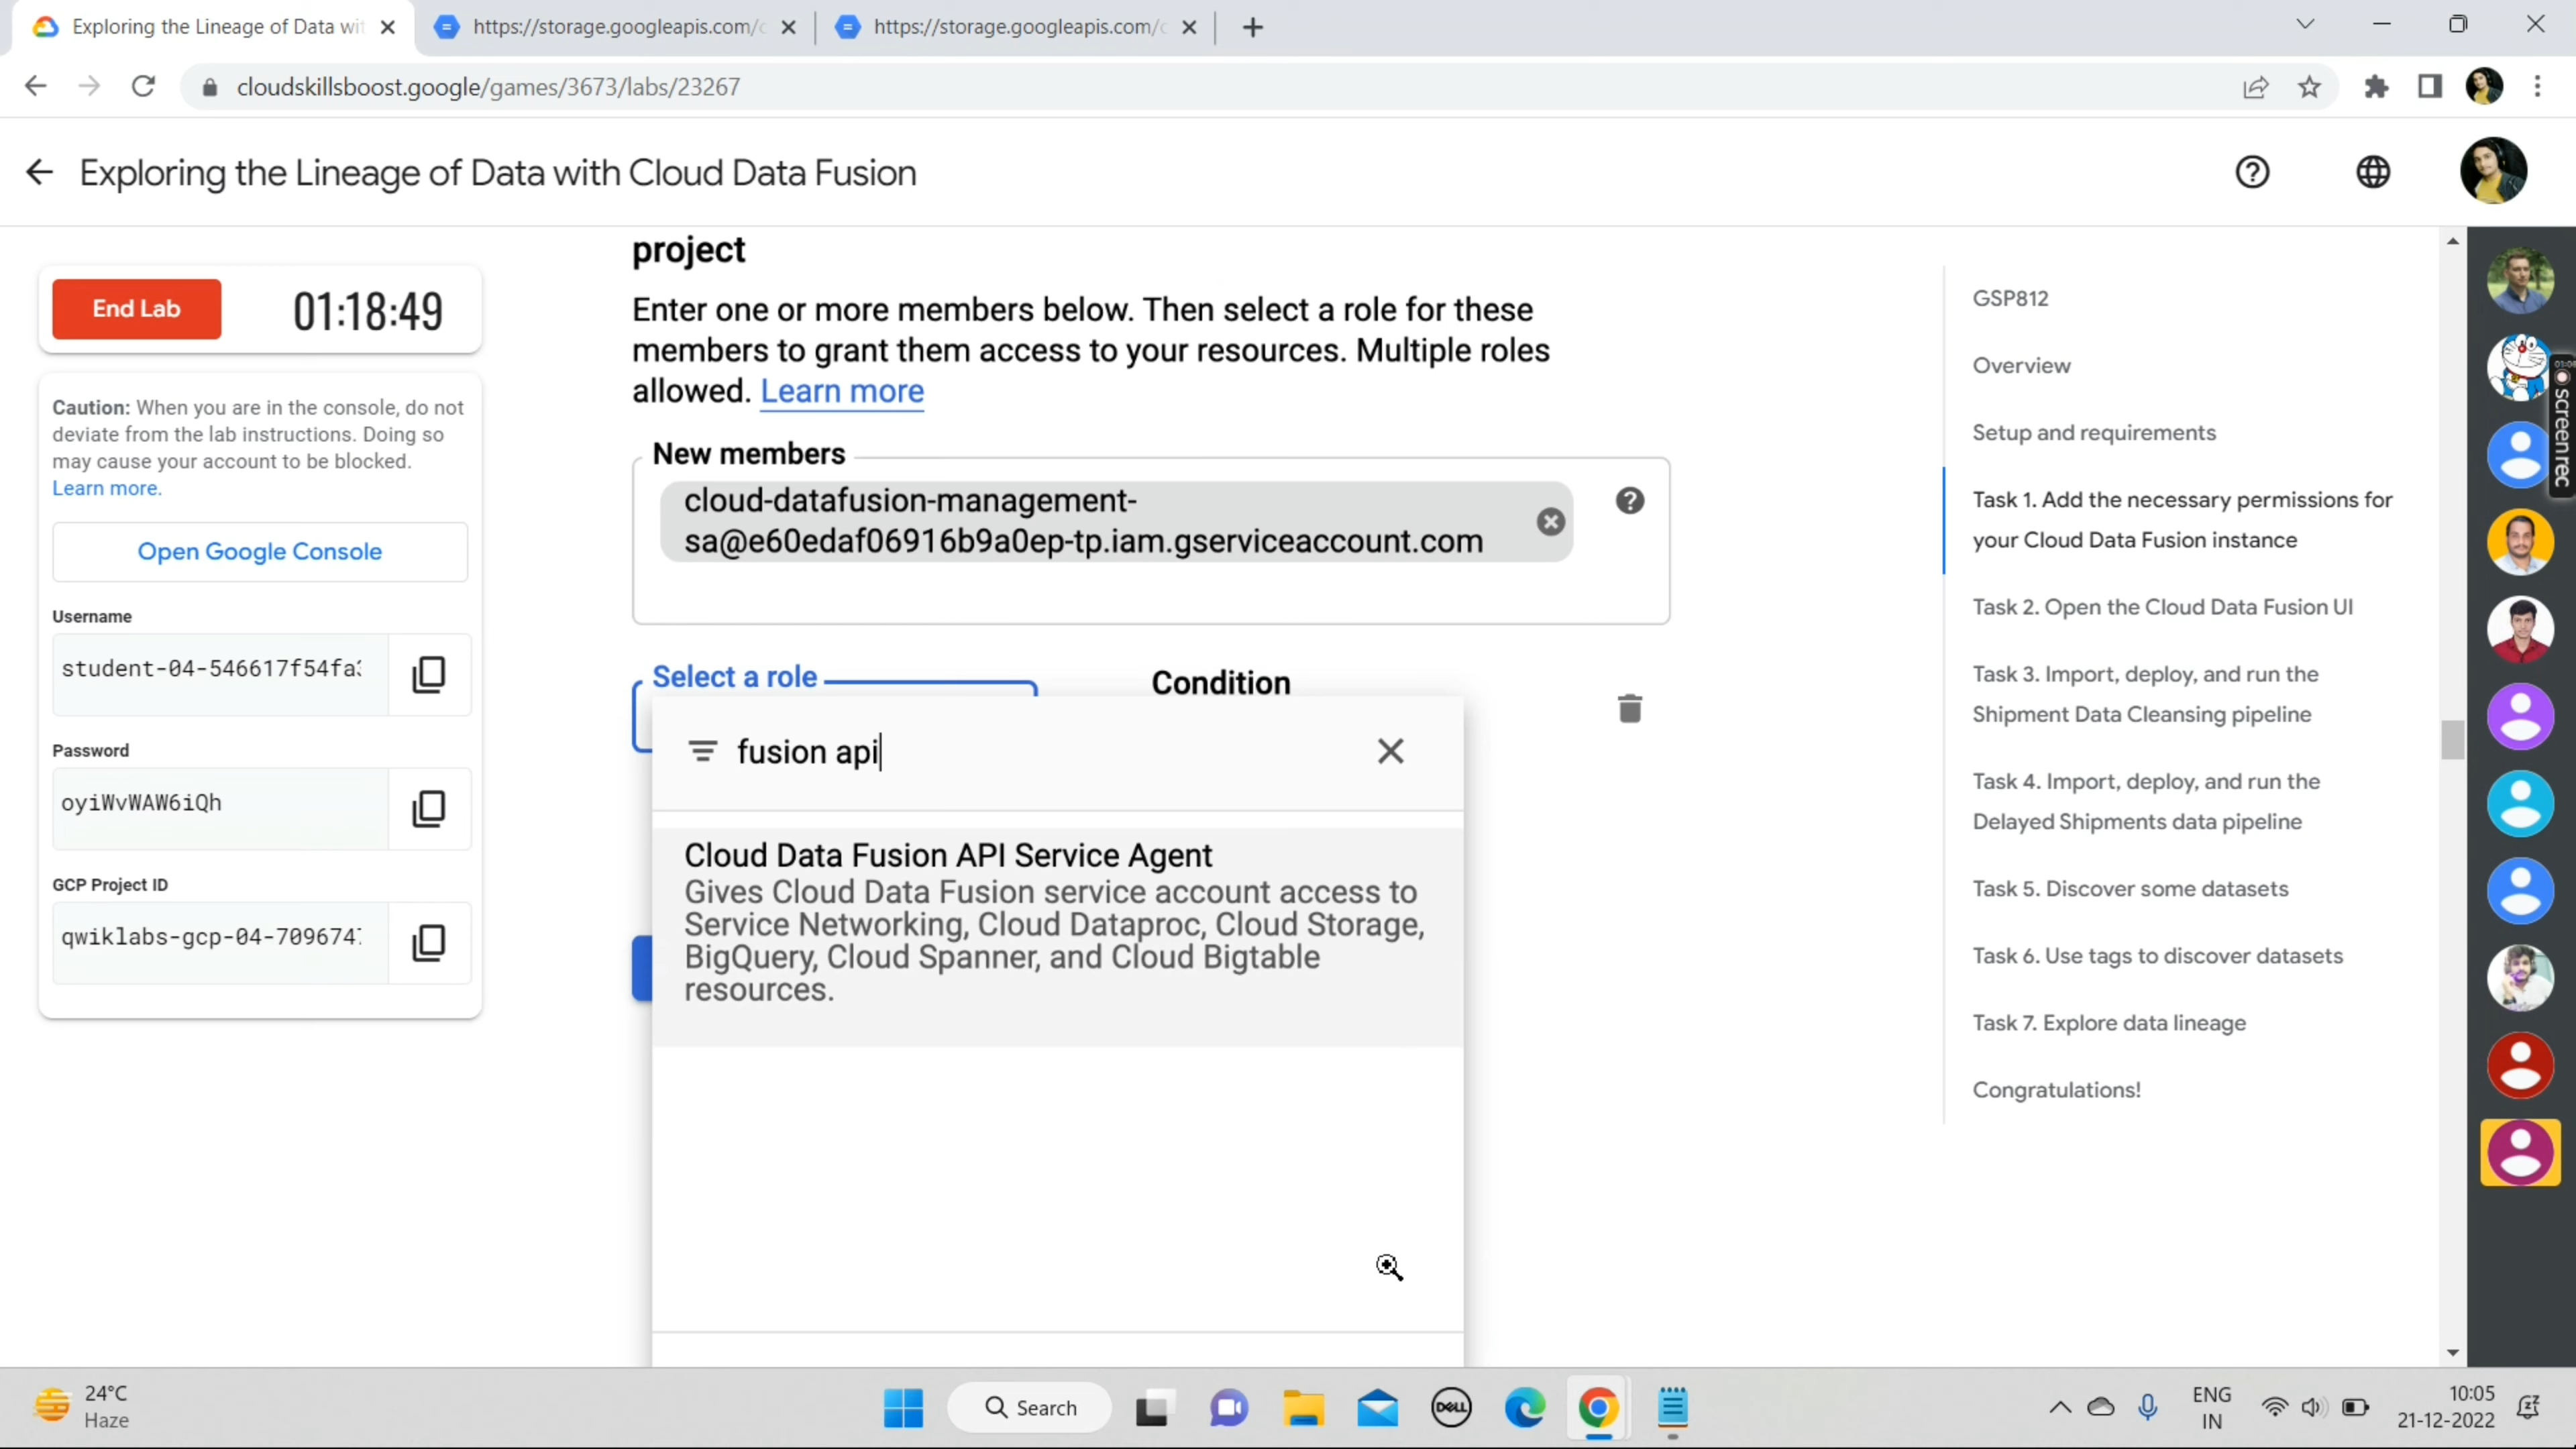 Exploring the Lineage of Data wit
https://storage.googleapis.com/c
https://storage.googleapis.com/c
cloudskillsboost.google/games/3673/labs/23267
Exploring the Lineage of Data with Cloud Data Fusion
End Lab
01:18:49
Caution: When you are in the console, do not
deviate from the lab instructions. Doing so
may cause your account to be blocked.
Learn more.
Open Google Console
Username
student-04-546617f54fa
Password
oyiWvWAW6iQh
GCP Project ID
qwiklabs-gcp-04-709674
project
Enter one or more members below. Then select a role for these
members to grant them access to your resources. Multiple roles
allowed. Learn more
New members
cloud-datafusion-management-
sa@e60edaf06916b9a0ep-tp.iam.gserviceaccount.com
Select a role
Condition
fusion api
Cloud Data Fusion API Service Agent
Gives Cloud Data Fusion service account access to
Service Networking, Cloud Dataproc, Cloud Storage,
BigQuery, Cloud Spanner, and Cloud Bigtable
resources.
GSP812
Overview
Setup and requirements
Task 1. Add the necessary permissions for
your Cloud Data Fusion instance
Task 2. Open the Cloud Data Fusion UI
Task 3. Import, deploy, and run the
Shipment Data Cleansing pipeline
Task 4. Import, deploy, and run the
Delayed Shipments data pipeline
Task 5. Discover some datasets
Task 6. Use tags to discover datasets
Task 7. Explore data lineage
Congratulations!
screenrec
24°C
Haze
Search
DELL
ENG
IN
10:05
21-12-2022